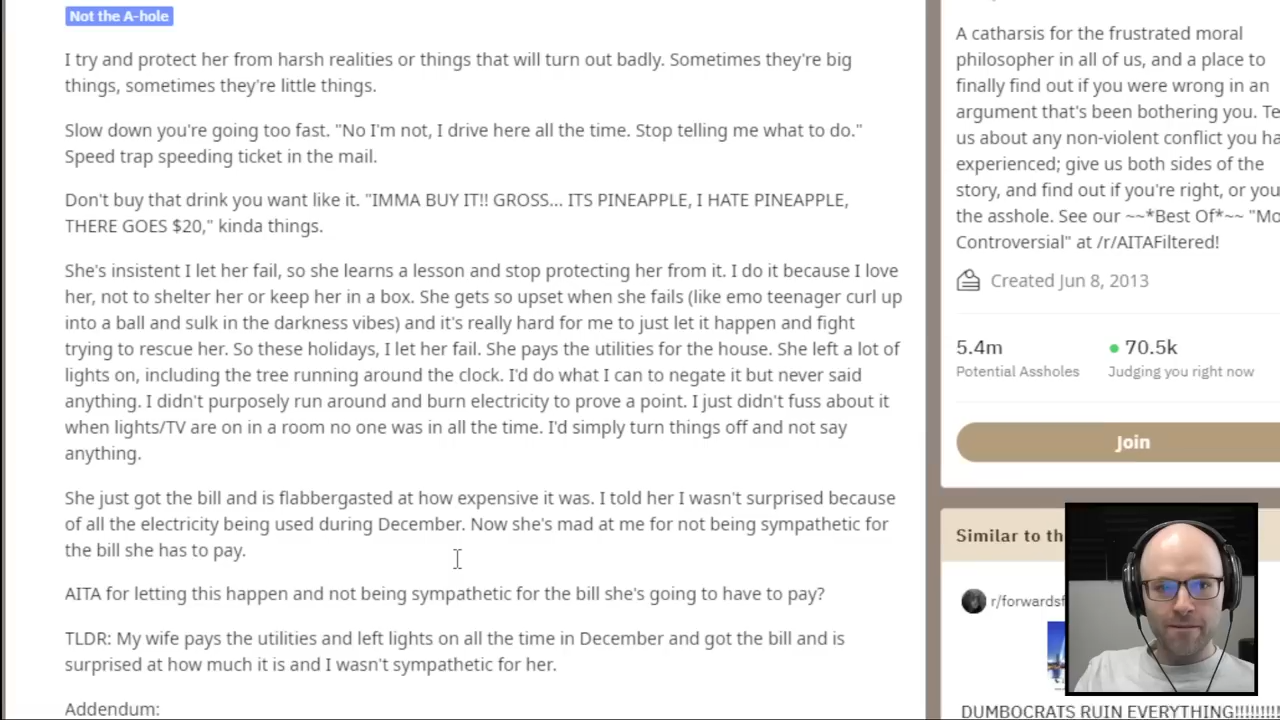 Not the A-hole
I try and protect her from harsh realities or things that will turn out badly. Sometimes they're big
things, sometimes they're little things.
Slow down you're going too fast. "No I'm not, I drive here all the time. Stop telling me what to do."
Speed trap speeding ticket in the mail.
Don't buy that drink you want like it. "IMMA BUY IT!! GROSS... ITS PINEAPPLE, I HATE PINEAPPLE,
THERE GOES $20," kinda things.
She's insistent I let her fail, so she learns a lesson and stop protecting her from it. I do it because I love
her, not to shelter her or keep her in a box. She gets so upset when she fails (like emo teenager curl up
into a ball and sulk in the darkness vibes) and it's really hard for me to just let it happen and fight
trying to rescue her. So these holidays, I let her fail. She pays the utilities for the house. She left a lot of
lights on, including the tree running around the clock. I'd do what I can to negate it but never said
anything. I didn't purposely run around and burn electricity to prove a point. I just didn't fuss about it
when lights/TV are on in a room no one was in all the time. I'd simply turn things off and not say
anything.
She just got the bill and is flabbergasted at how expensive it was. I told her I wasn't surprised because
of all the electricity being used during December. Now she's mad at me for not being sympathetic for
the bill she has to pay.
AITA for letting this happen and not being sympathetic for the bill she's going to have to pay?
TLDR: My wife pays the utilities and left lights on all the time in December and got the bill and is
surprised at how much it is and I wasn't sympathetic for her.
Addendum:
A catharsis for the frustrated moral
philosopher in all of us, and a place to
finally find out if you were wrong in an
argument that's been bothering you. Te
us about any non-violent conflict you ha
experienced; give us both sides of the
story, and find out if you're right, or you
the asshole. See our ~~*Best Of*~~ "Mo
Controversial" at /r/AITAFiltered!
Created Jun 8, 2013
5.4m
Potential Assholes
70.5k
Judging you right now
Join
Similar to th
r/forwardsf
DUMBOCRATS RUIN EVERYTHING!!!!!!!!!